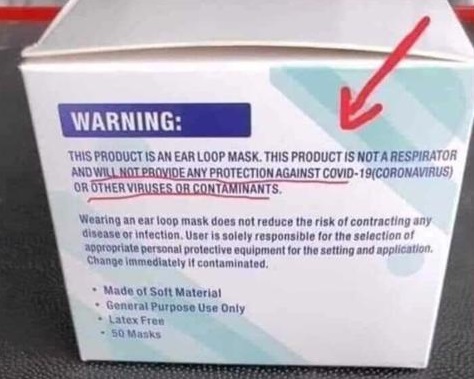 WARNING:
THIS PRODUCT IS AN EAR LOOP MASK. THIS PRODUCT IS NOT A RESPIRATOR
AND WILL NOT PROVIDE ANY PROTECTION AGAINST COVID-19(CORONAVIRUS)
OR OTHER VIRUSES OR CONTAMINANTS.
Wearing an ear loop mask does not reduce the risk of contracting any
disease or infection. User is solely responsible for the selection of
appropriate personal protective equipment for the setting and application.
Change immediately if contaminated.
• Made of Soft Material
• General Purpose Use Only
• Latex Free
• 50 Masks